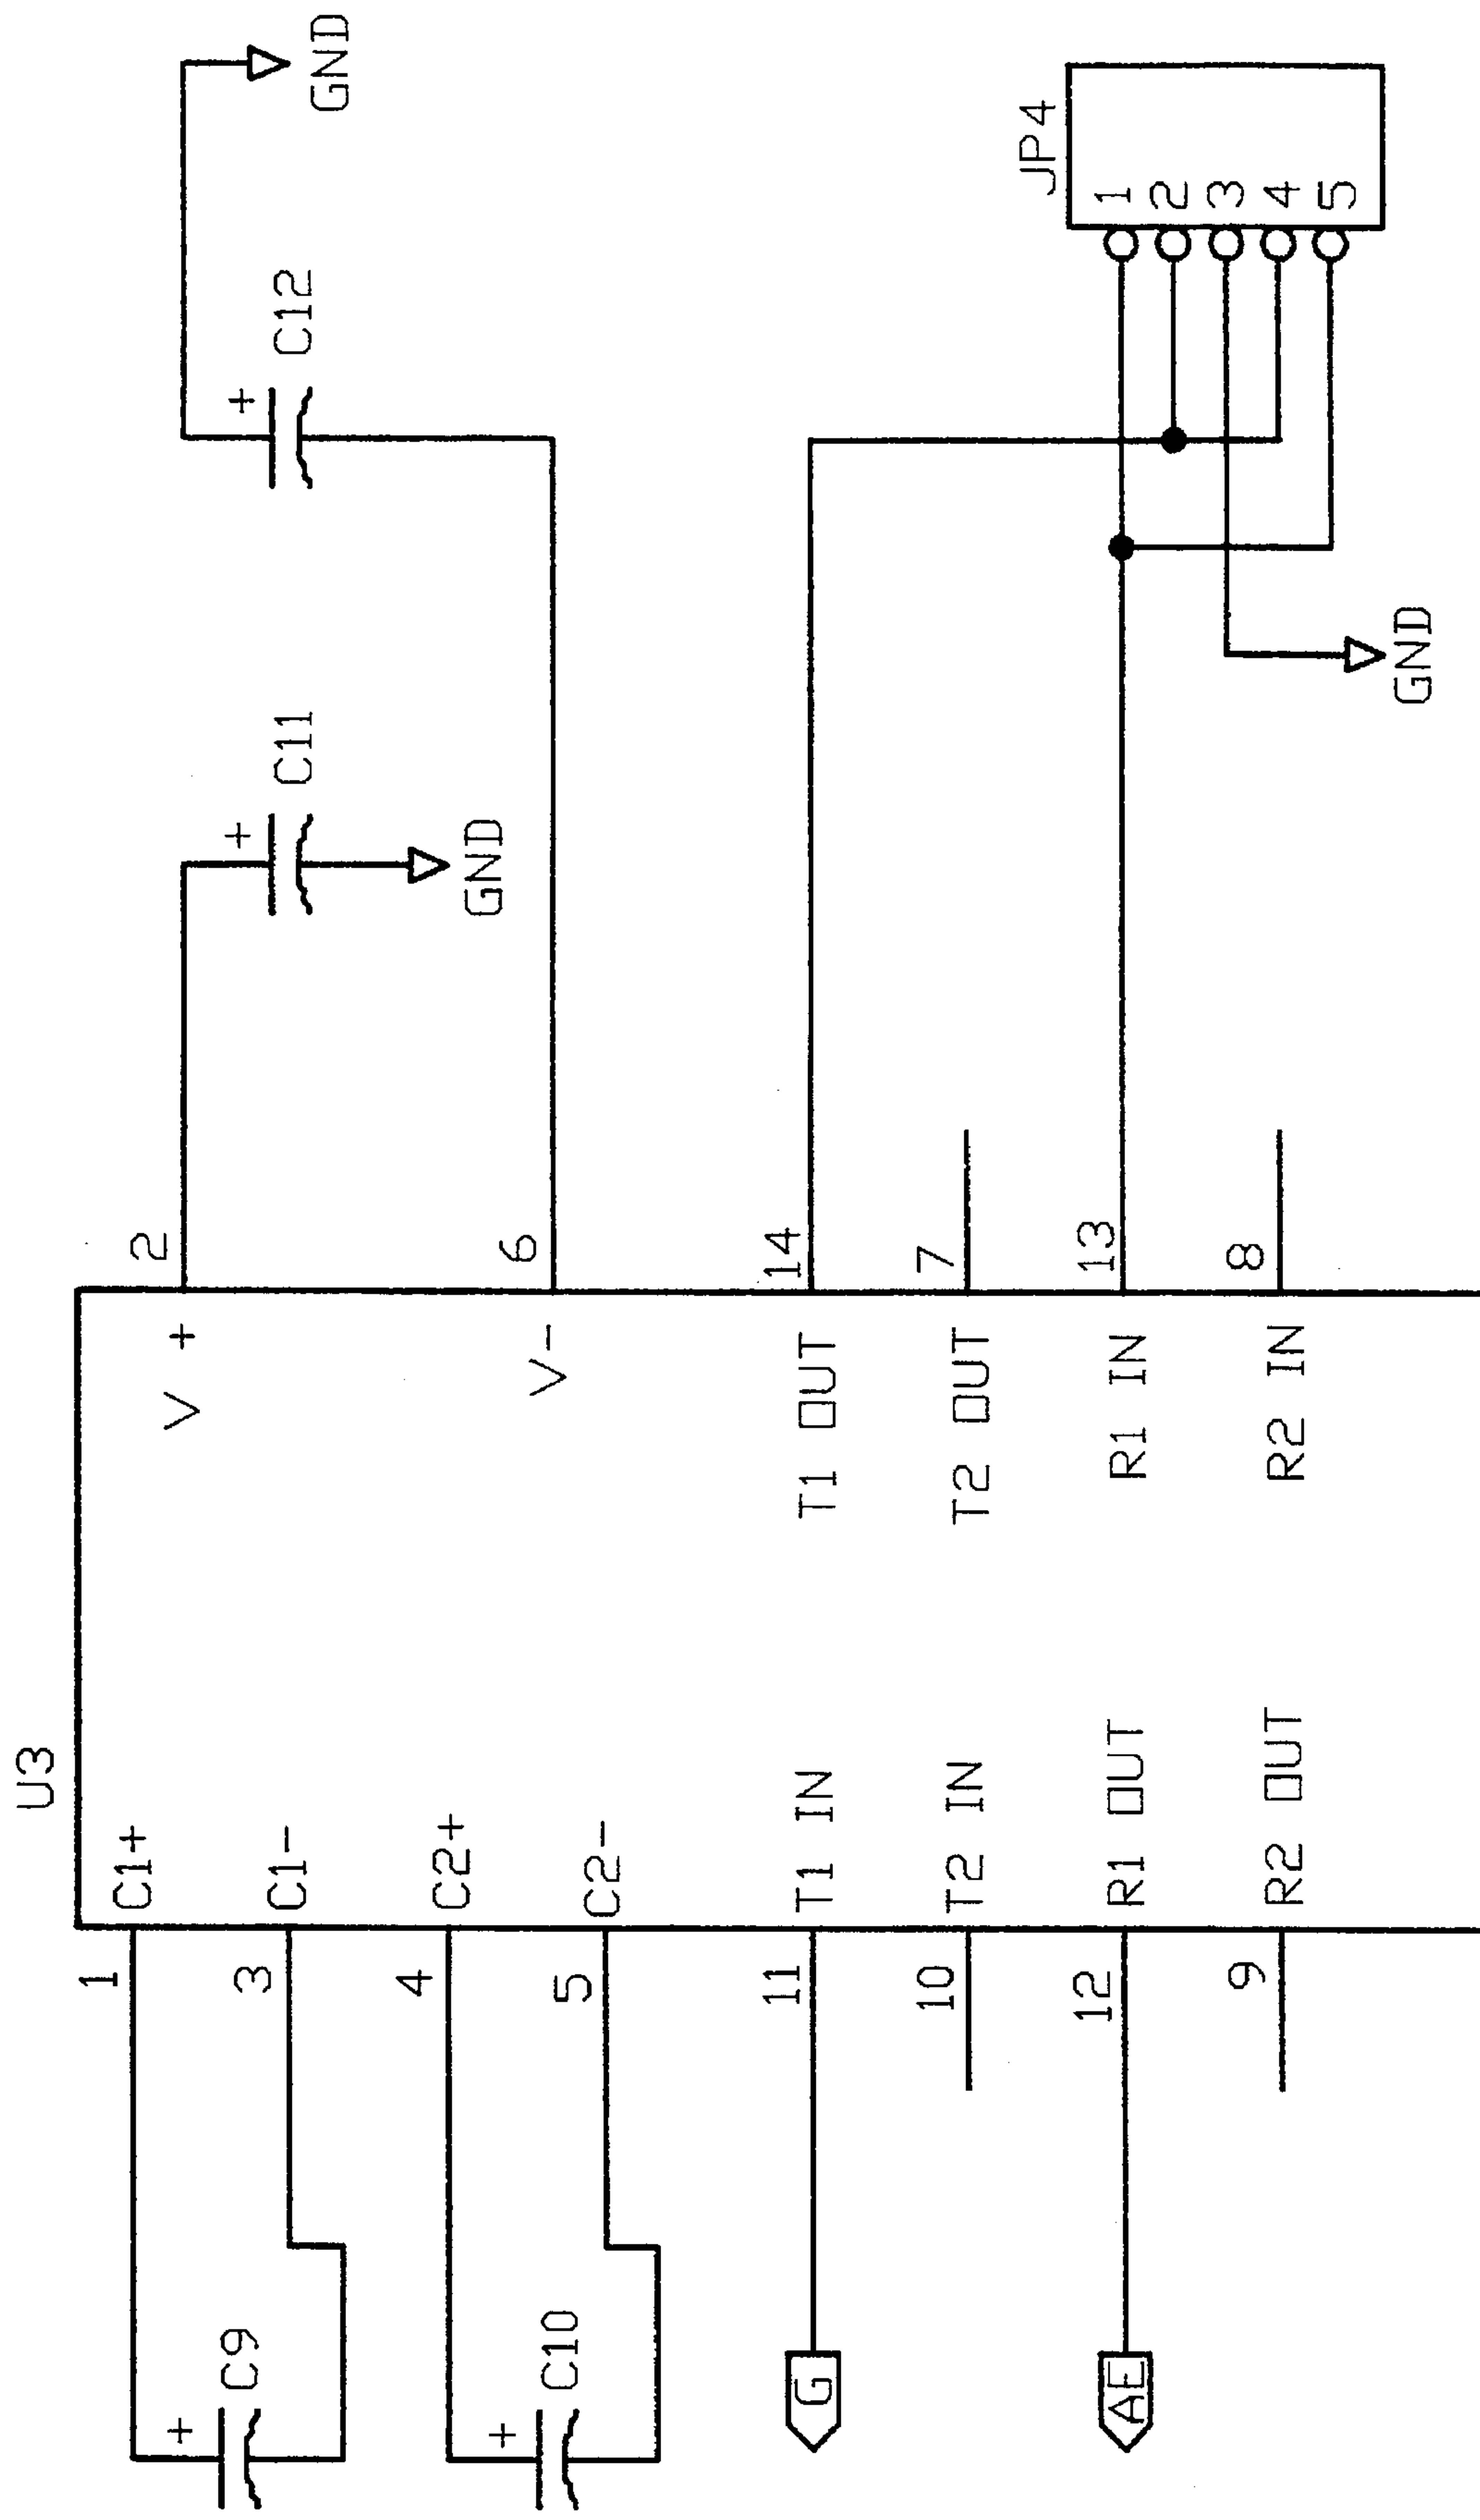 U3
C9
+
1
C1+
3
C1-
C10
+
4
C2+
5
C2-
G
11
T1 IN
10
T2 IN
AE
12
R1 OUT
9
R2 OUT
V +
2
V-
6
T1 OUT
14
T2 OUT
7
R1 IN
13
R2 IN
8
+
C11
GND
+
C12
GND
JP4
1
2
3
4
5
GND